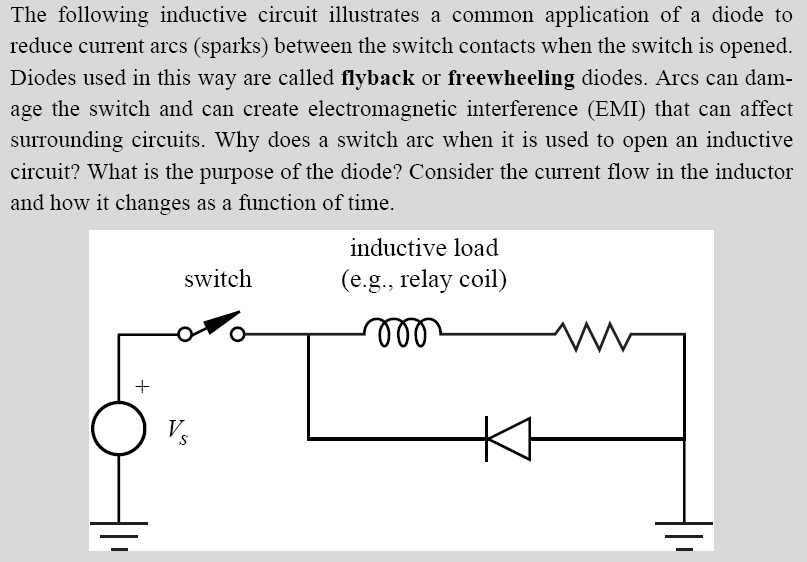 The following inductive circuit illustrates a common application of a diode to
reduce current arcs (sparks) between the switch contacts when the switch is opened.
Diodes used in this way are called flyback or freewheeling diodes. Arcs can dam-
age the switch and can create electromagnetic interference (EMI) that can affect
surrounding circuits. Why does a switch arc when it is used to open an inductive
circuit? What is the purpose of the diode? Consider the current flow in the inductor
and how it changes as a function of time.
inductive load
switch
(e.g., relay coil)
+
Vs